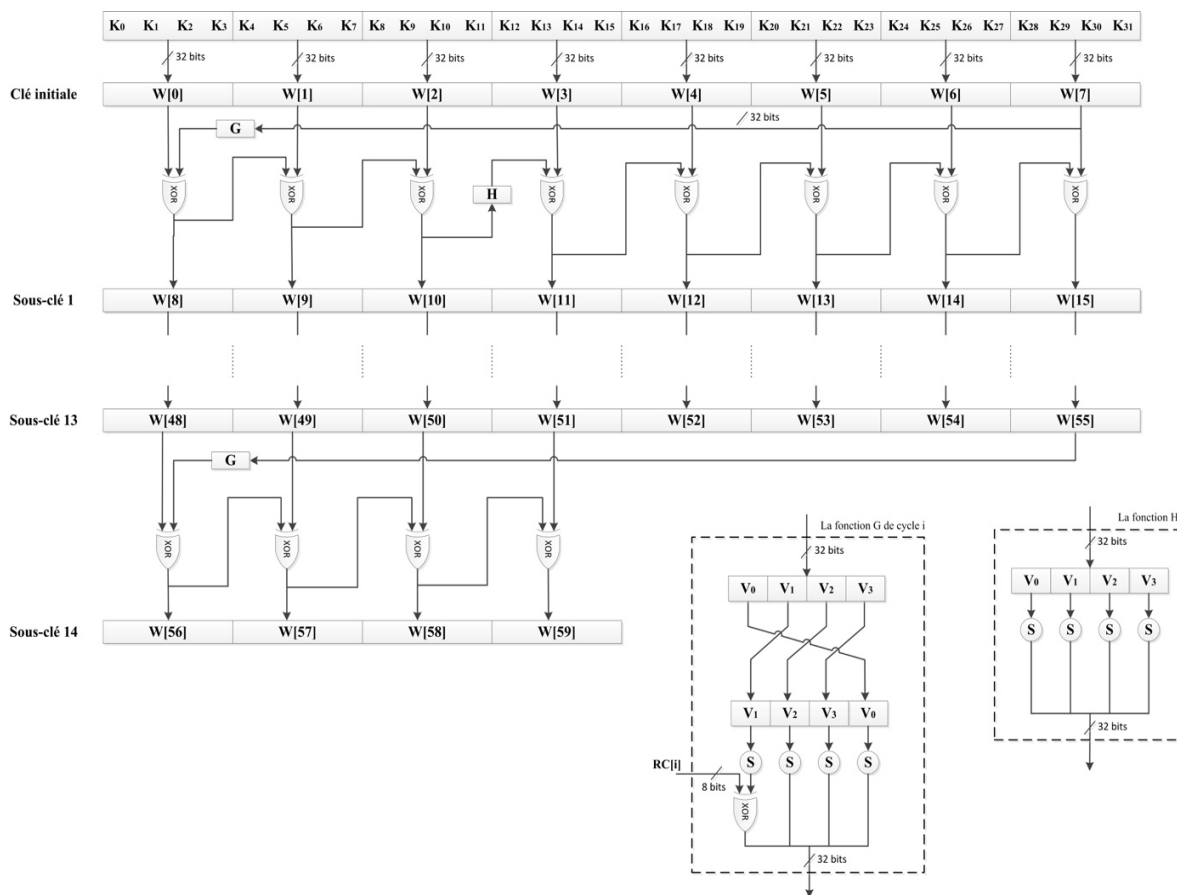 K0 K1 K2 K3 K4 K5 K6 K7 K8 K9 K10 K11 K12 K13 K14 K15 K16 K17 K18 K19 K20 K21 K22 K23 K24 K25 K26 K27 K28 K29 K30 K31
32 bits 32 bits 32 bits 32 bits 32 bits 32 bits 32 bits 32 bits
Clé initiale W[0] W[1] W[2] W[3] W[4] W[5] W[6] W[7]
G 32 bits
XOR XOR XOR H XOR XOR XOR XOR XOR
Sous-clé 1 W[8] W[9] W[10] W[11] W[12] W[13] W[14] W[15]
Sous-clé 13 W[48] W[49] W[50] W[51] W[52] W[53] W[54] W[55]
G
XOR XOR XOR XOR
Sous-clé 14 W[56] W[57] W[58] W[59]
La fonction G de cycle i
32 bits
V0 V1 V2 V3
V1 V2 V3 V0
S S S S
RC[i]
8 bits
XOR
32 bits
La fonction H
32 bits
V0 V1 V2 V3
S S S S
32 bits